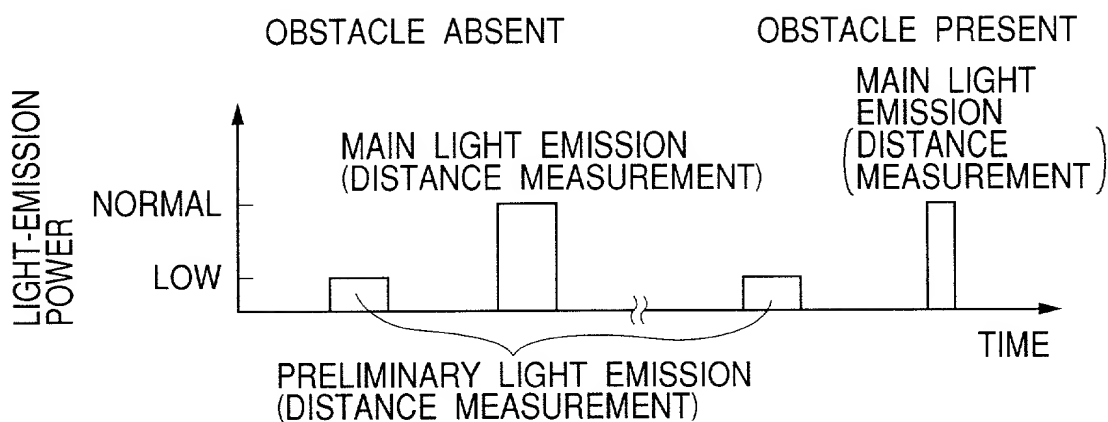 OBSTACLE ABSENT
OBSTACLE PRESENT
LIGHT-EMISSION
POWER
NORMAL
LOW
MAIN LIGHT EMISSION
(DISTANCE MEASUREMENT)
MAIN LIGHT
EMISSION
(DISTANCE
MEASUREMENT)
TIME
PRELIMINARY LIGHT EMISSION
(DISTANCE MEASUREMENT)